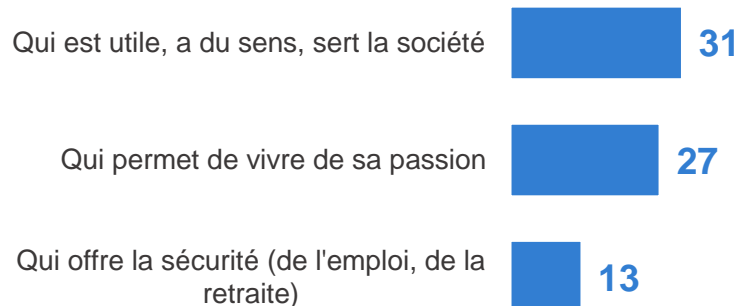 Qui est utile, a du sens, sert la société 31
Qui permet de vivre de sa passion 27
Qui offre la sécurité (de l'emploi, de la
retraite) 13